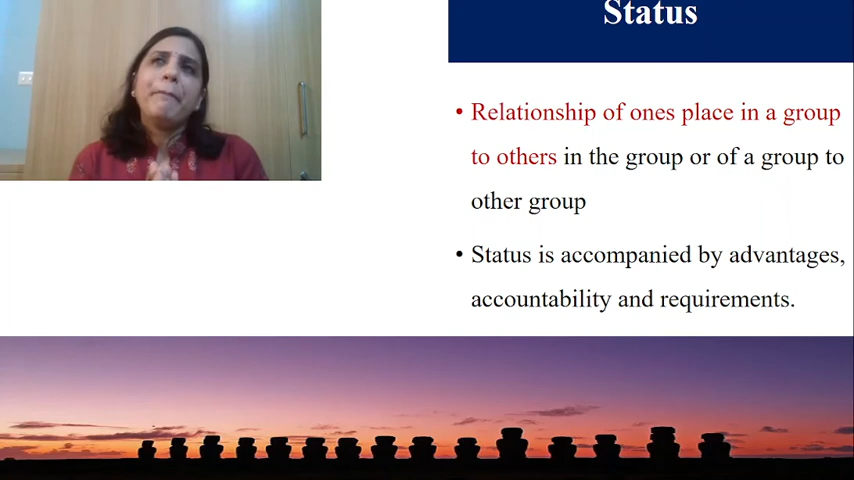 Status
• Relationship of ones place in a group
to others in the group or of a group to
other group
• Status is accompanied by advantages,
accountability and requirements.